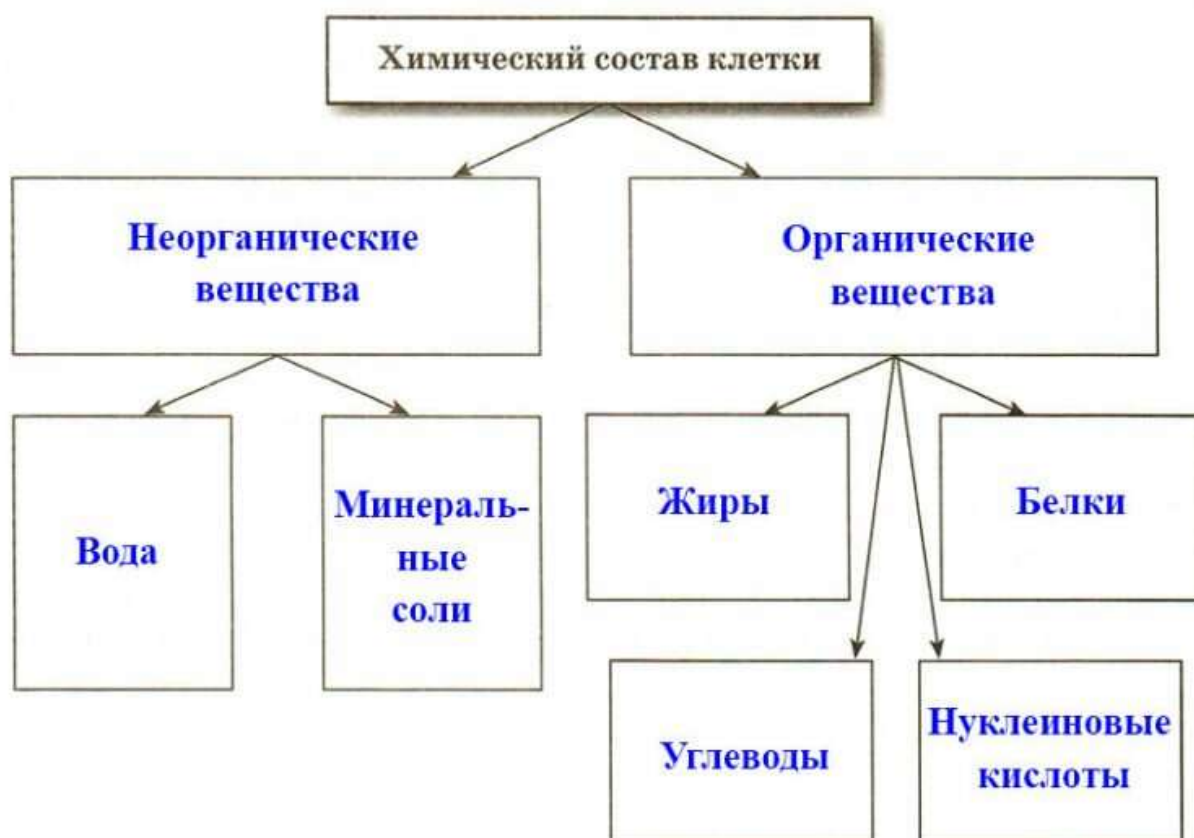 Химический состав клетки
Неорганические
вещества
Органические
вещества
Вода
Минераль-
ные
соли
Жиры
Белки
Углеводы
Нуклеиновые
кислоты